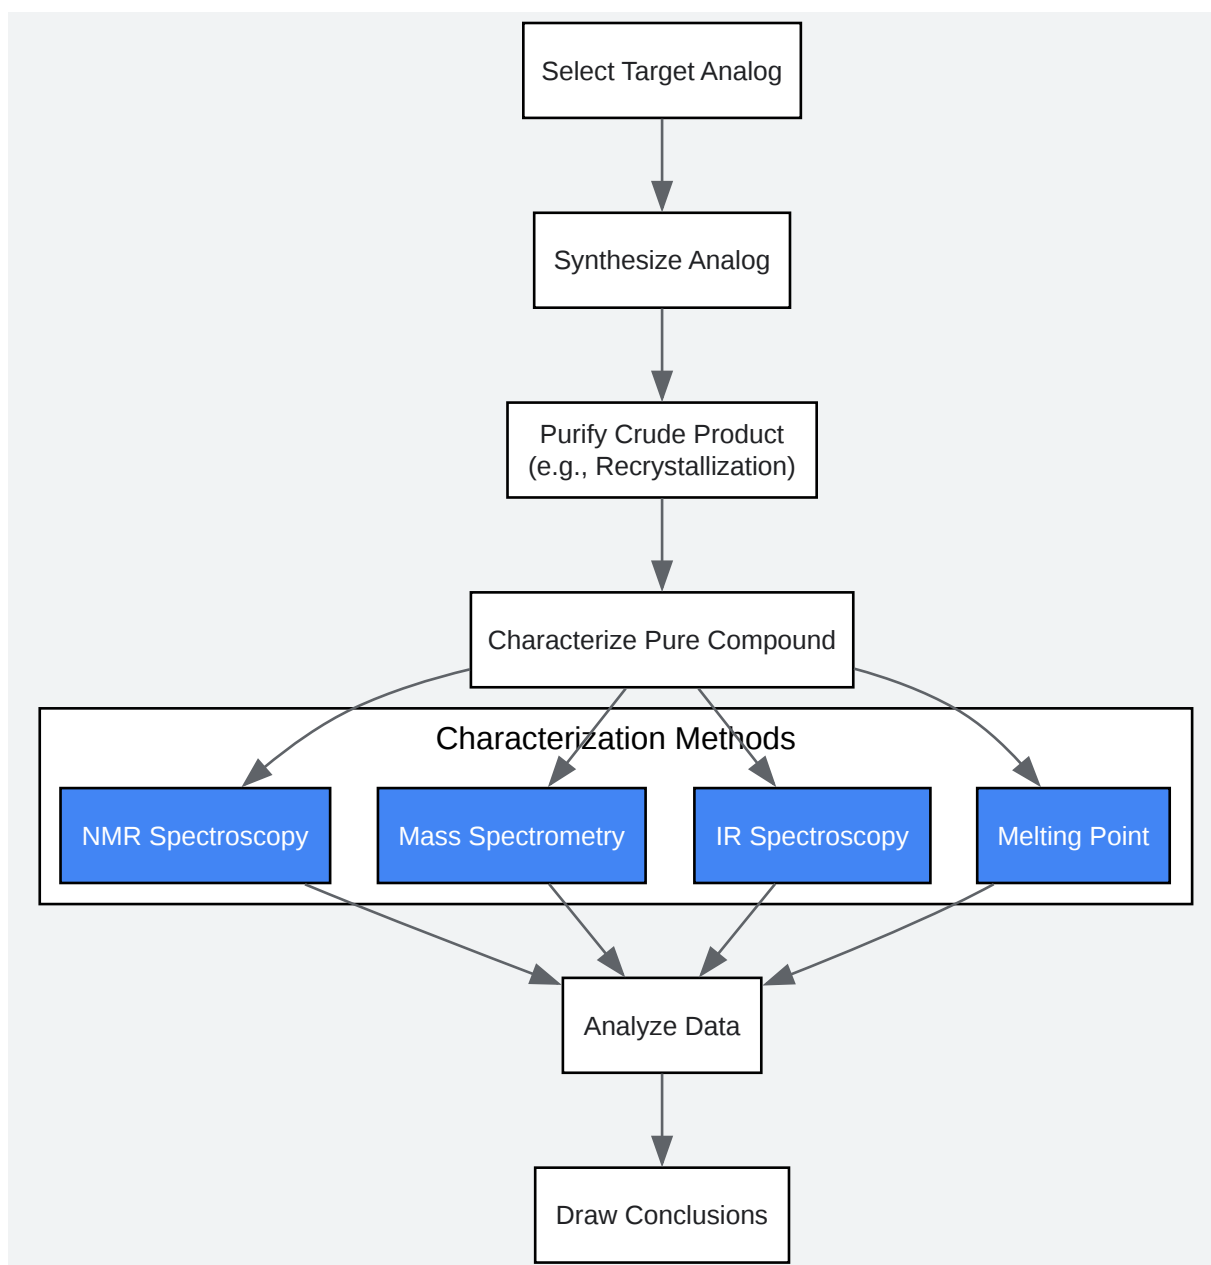 Select Target Analog
Synthesize Analog
Purify Crude Product
(e.g., Recrystallization)
Characterize Pure Compound
Characterization Methods
NMR Spectroscopy
Mass Spectrometry
IR Spectroscopy
Melting Point
Analyze Data
Draw Conclusions